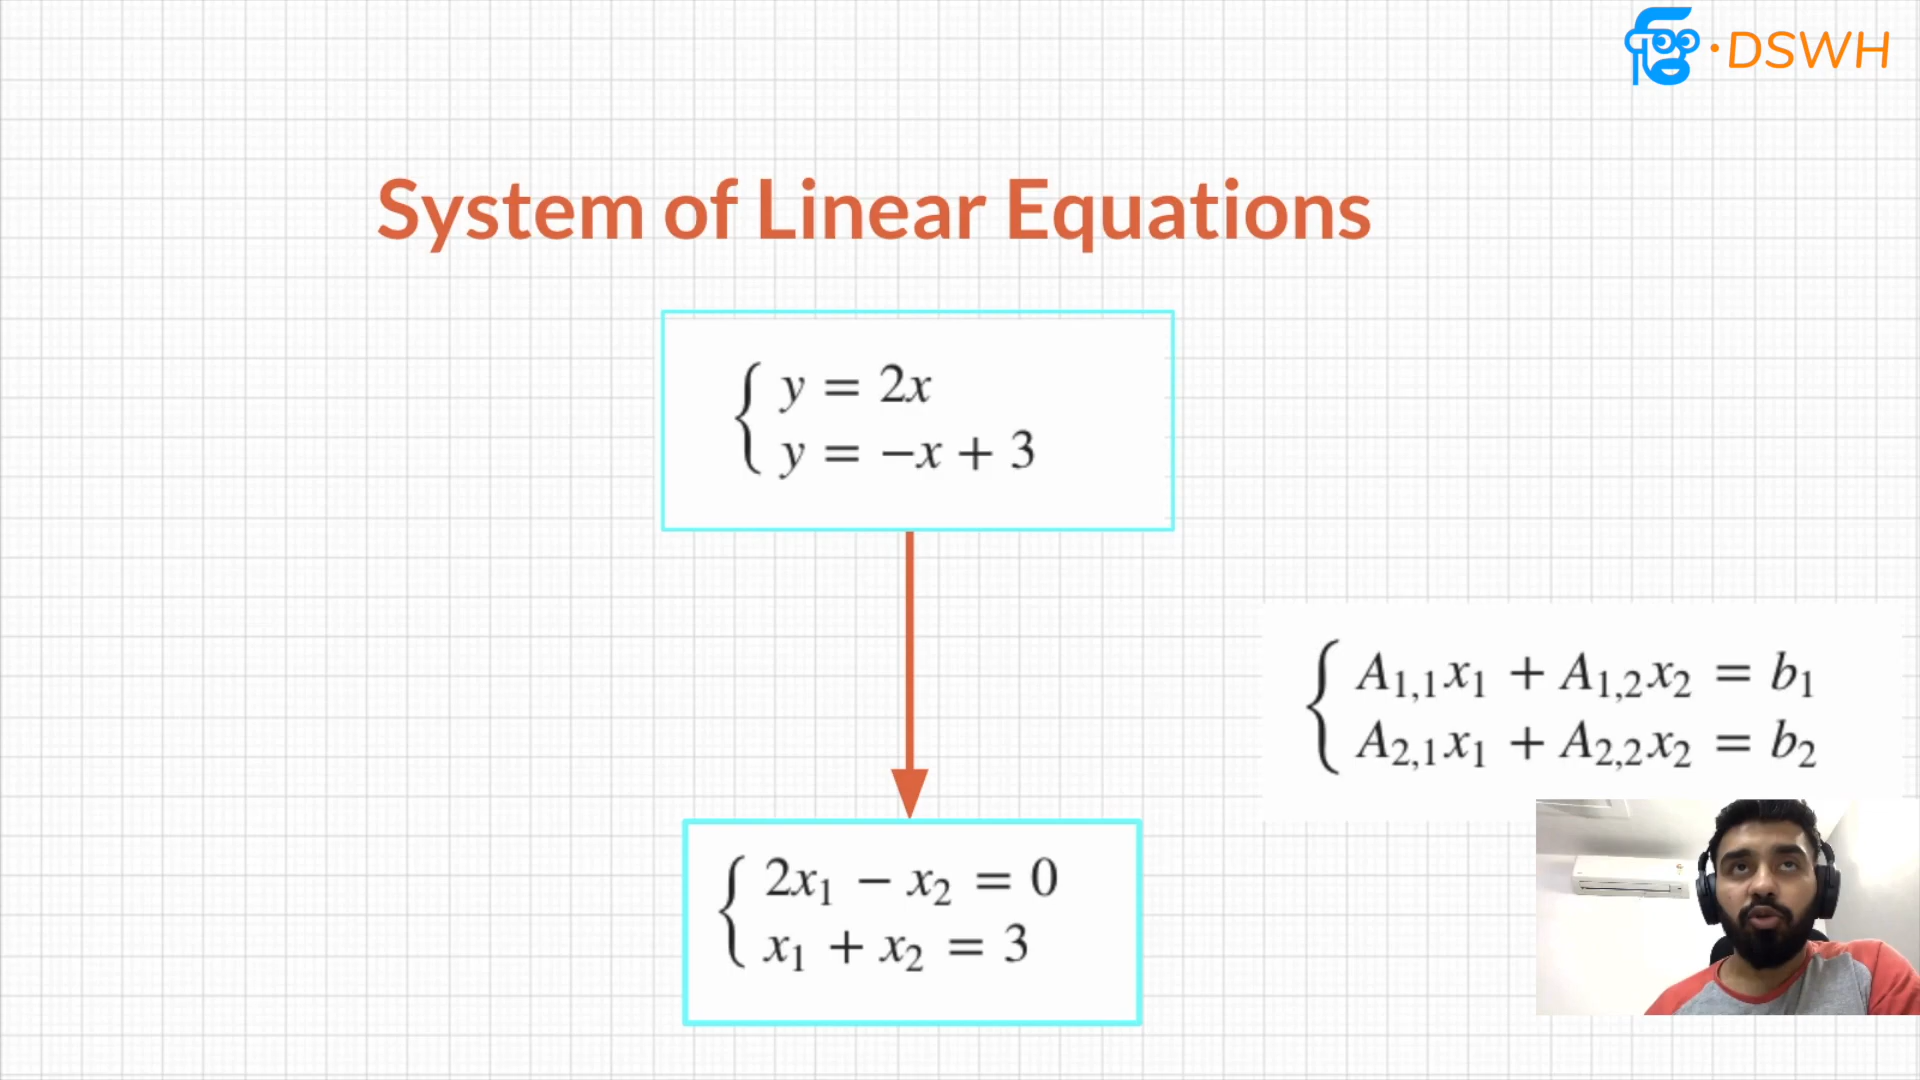 ·DSWH
System of Linear Equations
y = 2x
y = −x + 3
A₁,₁x₁ + A₁,₂x₂ = b₁
A₂,₁x₁ + A₂,₂x₂ = b₂
2x₁ − x₂ = 0
x₁ + x₂ = 3